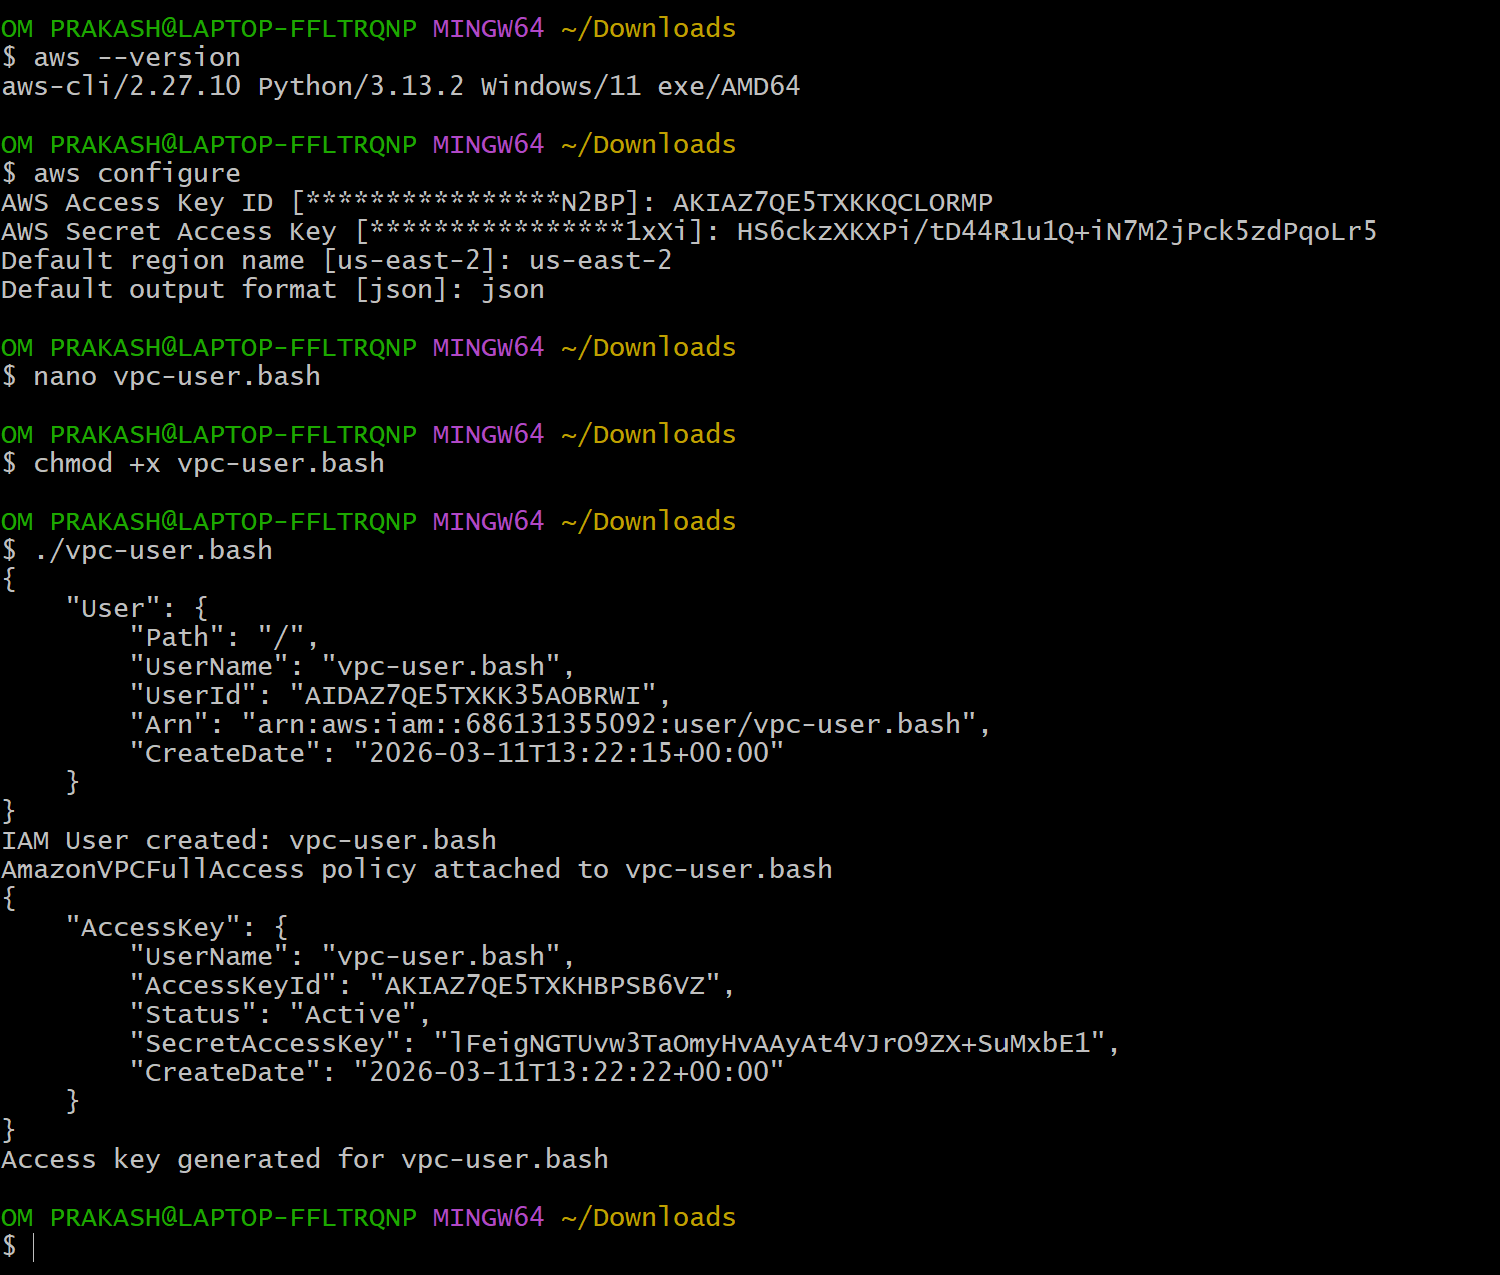 OM PRAKASH@LAPTOP-FFLTRQNP MINGW64 ~/Downloads
$ aws --version
aws-cli/2.27.10 Python/3.13.2 Windows/11 exe/AMD64
OM PRAKASH@LAPTOP-FFLTRQNP MINGW64 ~/Downloads
$ aws configure
AWS Access Key ID [****************N2BP]: AKIAZ7QE5TXKKQCLORMP
AWS Secret Access Key [****************1xXi]: 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
Default region name [us-east-2]: us-east-2
Default output format [json]: json
OM PRAKASH@LAPTOP-FFLTRQNP MINGW64 ~/Downloads
$ nano vpc-user.bash
OM PRAKASH@LAPTOP-FFLTRQNP MINGW64 ~/Downloads
$ chmod +x vpc-user.bash
OM PRAKASH@LAPTOP-FFLTRQNP MINGW64 ~/Downloads
$ ./vpc-user.bash
{
    "User": {
        "Path": "/",
        "UserName": "vpc-user.bash",
        "UserId": "AIDAZ7QE5TXKK35AOBRWI",
        "Arn": "arn:aws:iam::686131355092:user/vpc-user.bash",
        "CreateDate": "2026-03-11T13:22:15+00:00"
    }
}
IAM User created: vpc-user.bash
AmazonVPCFullAccess policy attached to vpc-user.bash
{
    "AccessKey": {
        "UserName": "vpc-user.bash",
        "AccessKeyId": "AKIAZ7QE5TXKHBPSB6VZ",
        "Status": "Active",
        "SecretAccessKey": "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",
        "CreateDate": "2026-03-11T13:22:22+00:00"
    }
}
Access key generated for vpc-user.bash
OM PRAKASH@LAPTOP-FFLTRQNP MINGW64 ~/Downloads
$